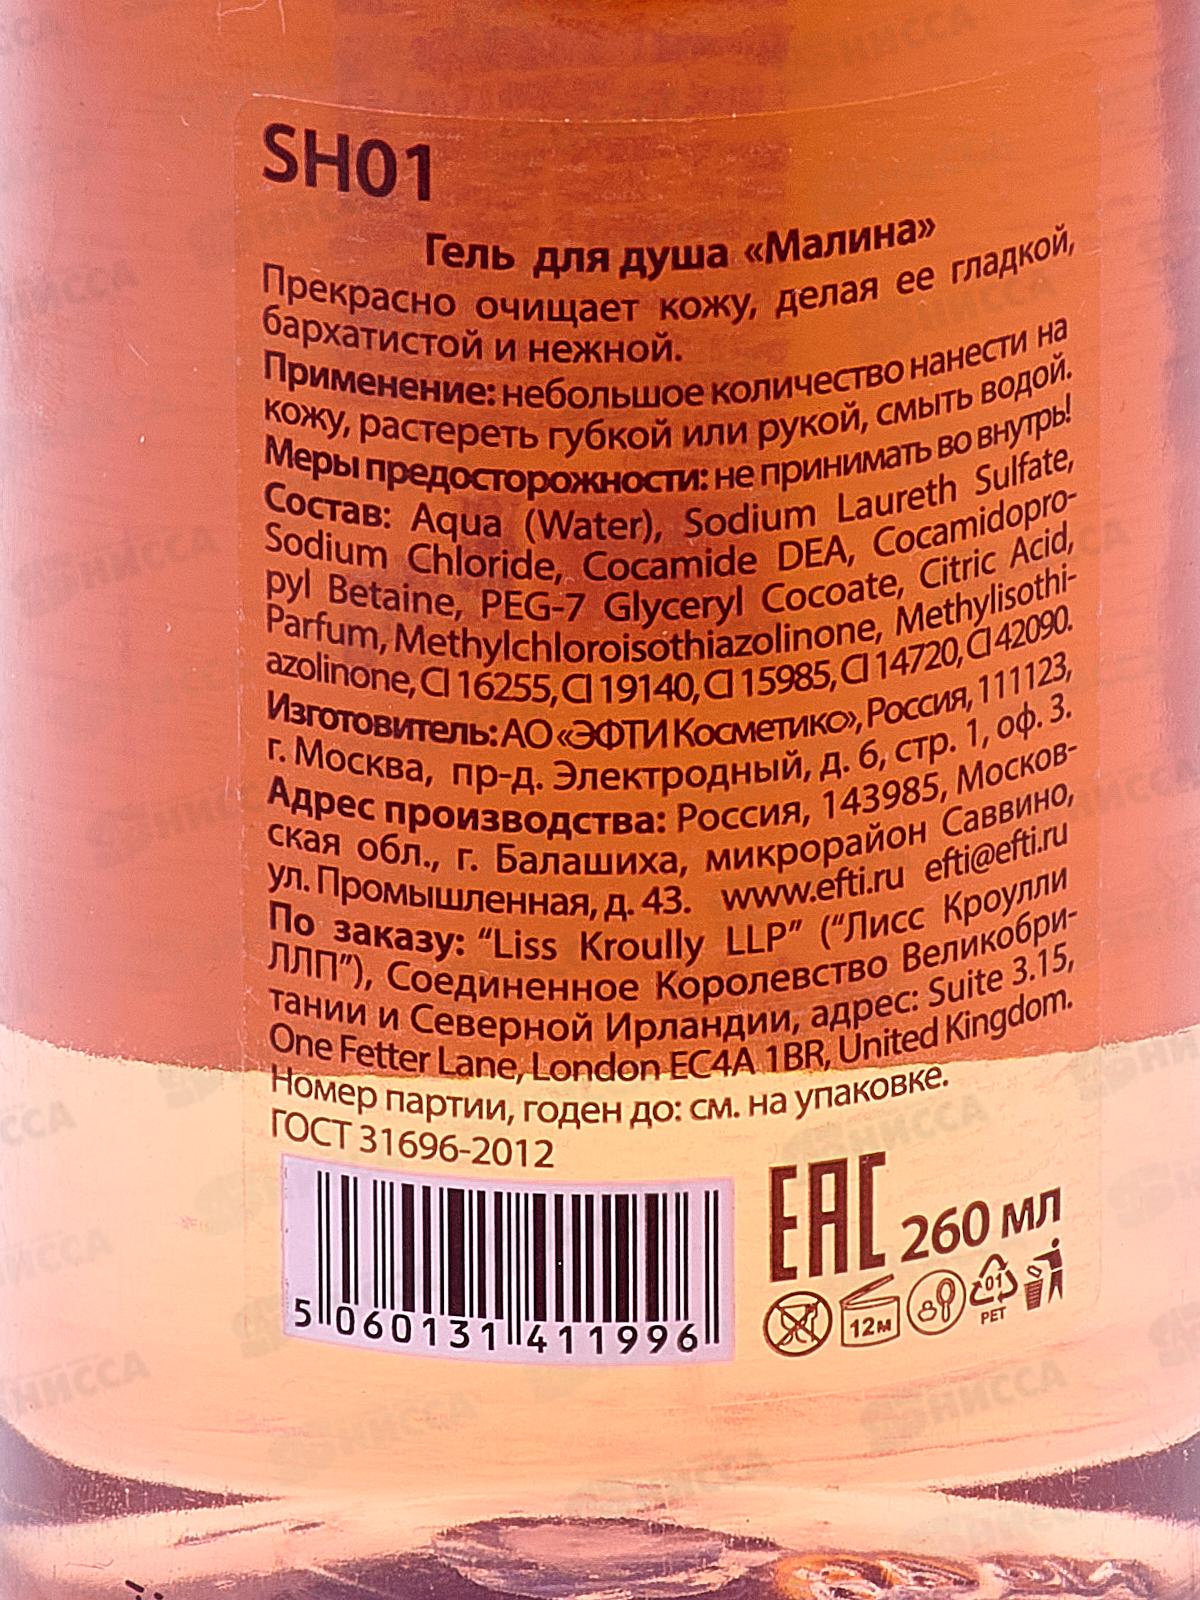 SH01
Гель для душа «Малина»
Прекрасно очищает кожу, делая ее гладкой,
бархатистой и нежной.
Применение: небольшое количество нанести на
кожу, растереть губкой или рукой, смыть водой.
Меры предосторожности: не принимать во внутрь!
Состав: Aqua (Water), Sodium Laureth Sulfate,
Sodium Chloride, Cocamide DEA, Cocamidopro-
pyl Betaine, PEG-7 Glyceryl Cocoate, Citric Acid,
Parfum, Methylchloroisothiazolinone, Methylisothi-
azolinone, CI 16255, CI 19140, CI 15985, CI 14720, CI 42090.
Изготовитель: АО «ЭФТИ Косметикс», Россия, 111123,
г. Москва, пр-д. Электродный, д. 6, стр. 1, оф. 3.
Адрес производства: Россия, 143985, Москов-
ская обл., г. Балашиха, микрорайон Саввино,
ул. Промышленная, д. 43. www.efti.ru efti@efti.ru
По заказу: “Liss Kroully LLP” (“Лисс Кроулли
ЛЛП”), Соединенное Королевство Великобри-
тании и Северной Ирландии, адрес: Suite 3.15,
One Fetter Lane, London EC4A 1BR, United Kingdom.
Номер партии, годен до: см. на упаковке.
ГОСТ 31696-2012
EAC 260 мл
12м
01
PET
5 060131 411996
НИССА